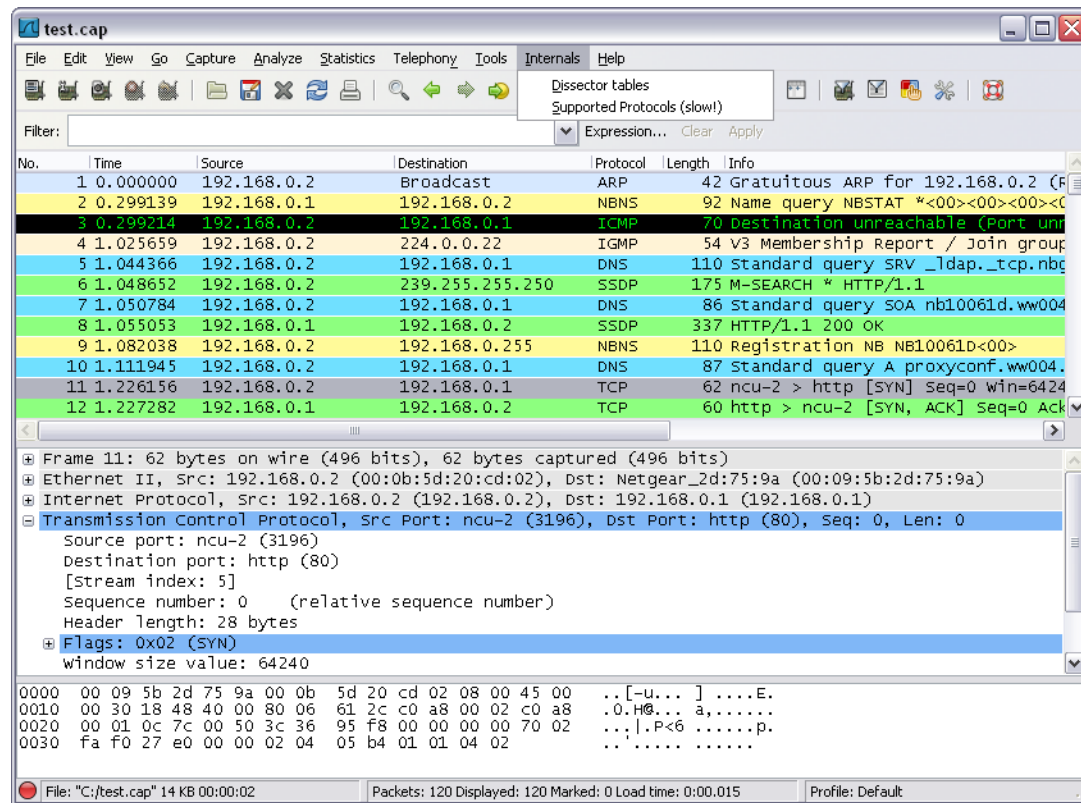 test.cap
File Edit View Go Capture Analyze Statistics Telephony Tools Internals Help
Dissector tables
Supported Protocols (slow!)
Filter: Expression... Clear Apply
No. Time Source Destination Protocol Length Info
1 0.000000 192.168.0.2 Broadcast ARP 42 Gratuitous ARP for 192.168.0.2 (R
2 0.299139 192.168.0.1 192.168.0.2 NBNS 92 Name query NBSTAT *<00><00><00><0
3 0.299214 192.168.0.2 192.168.0.1 ICMP 70 Destination unreachable (Port unr
4 1.025659 192.168.0.2 224.0.0.22 IGMP 54 V3 Membership Report / Join group
5 1.044366 192.168.0.2 192.168.0.1 DNS 110 Standard query SRV _ldap._tcp.nbg
6 1.048652 192.168.0.2 239.255.255.250 SSDP 175 M-SEARCH * HTTP/1.1
7 1.050784 192.168.0.2 192.168.0.1 DNS 86 Standard query SOA nb10061d.ww004
8 1.055053 192.168.0.1 192.168.0.2 SSDP 337 HTTP/1.1 200 OK
9 1.082038 192.168.0.2 192.168.0.255 NBNS 110 Registration NB NB10061D<00>
10 1.111945 192.168.0.2 192.168.0.1 DNS 87 Standard query A proxyconf.ww004.
11 1.226156 192.168.0.2 192.168.0.1 TCP 62 ncu-2 > http [SYN] Seq=0 Win=6424
12 1.227282 192.168.0.1 192.168.0.2 TCP 60 http > ncu-2 [SYN, ACK] Seq=0 Ack
Frame 11: 62 bytes on wire (496 bits), 62 bytes captured (496 bits)
Ethernet II, Src: 192.168.0.2 (00:0b:5d:20:cd:02), Dst: Netgear_2d:75:9a (00:09:5b:2d:75:9a)
Internet Protocol, Src: 192.168.0.2 (192.168.0.2), Dst: 192.168.0.1 (192.168.0.1)
Transmission Control Protocol, Src Port: ncu-2 (3196), Dst Port: http (80), Seq: 0, Len: 0
Source port: ncu-2 (3196)
Destination port: http (80)
[Stream index: 5]
Sequence number: 0 (relative sequence number)
Header length: 28 bytes
Flags: 0x02 (SYN)
Window size value: 64240
0000 00 09 5b 2d 75 9a 00 0b 5d 20 cd 02 08 00 45 00 ..[-u... ] ....E.
0010 00 30 18 48 40 00 80 06 61 2c c0 a8 00 02 c0 a8 .0.H@... a,......
0020 00 01 0c 7c 00 50 3c 36 95 f8 00 00 00 00 70 02 ...|.P<6 ......p.
0030 fa f0 27 e0 00 00 02 04 05 b4 01 01 04 02 ..'..... ......
File: "C:/test.cap" 14 KB 00:00:02 Packets: 120 Displayed: 120 Marked: 0 Load time: 0:00.015 Profile: Default